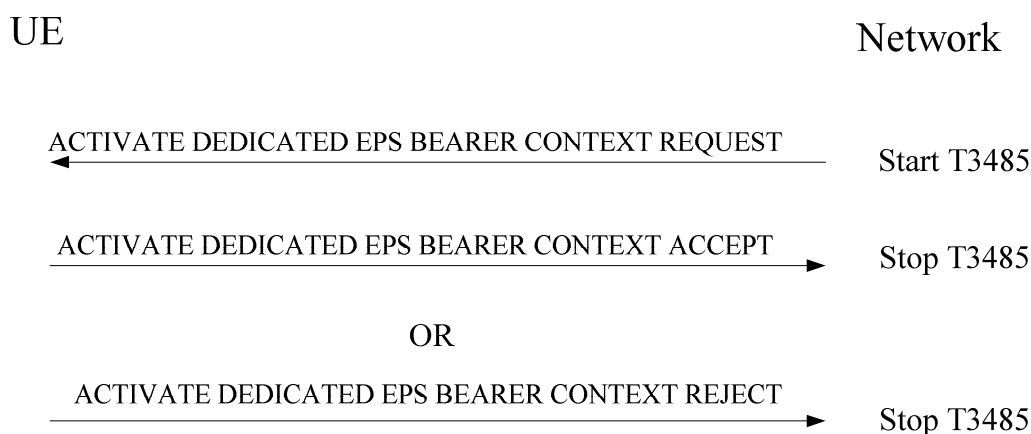 UE
Network
ACTIVATE DEDICATED EPS BEARER CONTEXT REQUEST
Start T3485
ACTIVATE DEDICATED EPS BEARER CONTEXT ACCEPT
Stop T3485
OR
ACTIVATE DEDICATED EPS BEARER CONTEXT REJECT
Stop T3485